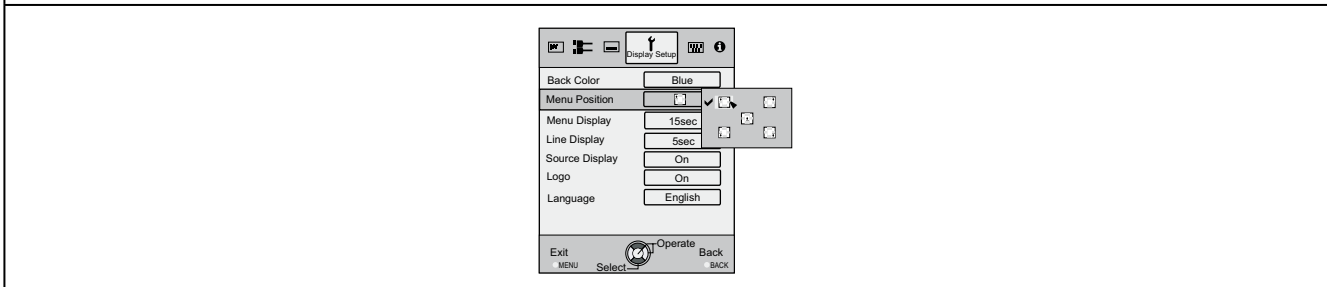 Display Setup
Back Color Blue
Menu Position
Menu Display 15sec
Line Display 5sec
Source Display On
Logo On
Language English
Exit Operate Back
MENU Select BACK